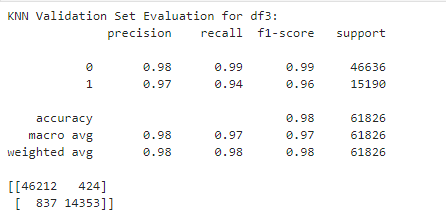 KNN Validation Set Evaluation for df3:
precision recall f1-score support
0 0.98 0.99 0.99 46636
1 0.97 0.94 0.96 15190
accuracy 0.98 61826
macro avg 0.98 0.97 0.97 61826
weighted avg 0.98 0.98 0.98 61826
[[46212 424]
[ 837 14353]]